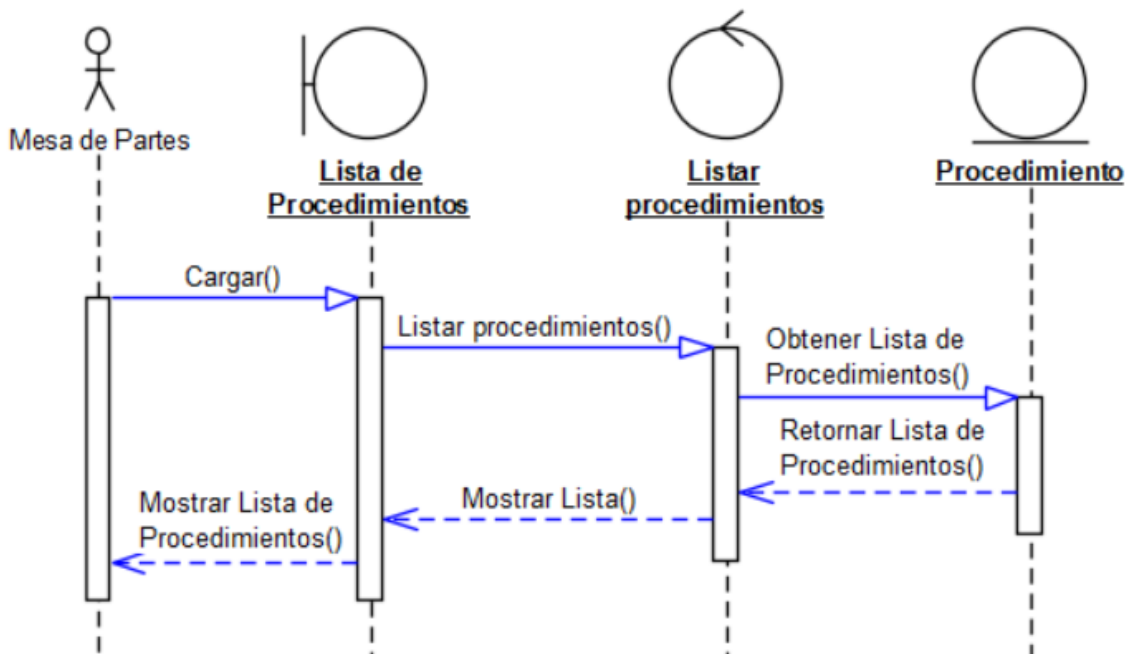 Mesa de Partes
Lista de
Procedimientos
Listar
procedimientos
Procedimiento
Cargar()
Listar procedimientos()
Obtener Lista de
Procedimientos()
Retornar Lista de
Procedimientos()
Mostrar Lista()
Mostrar Lista de
Procedimientos()